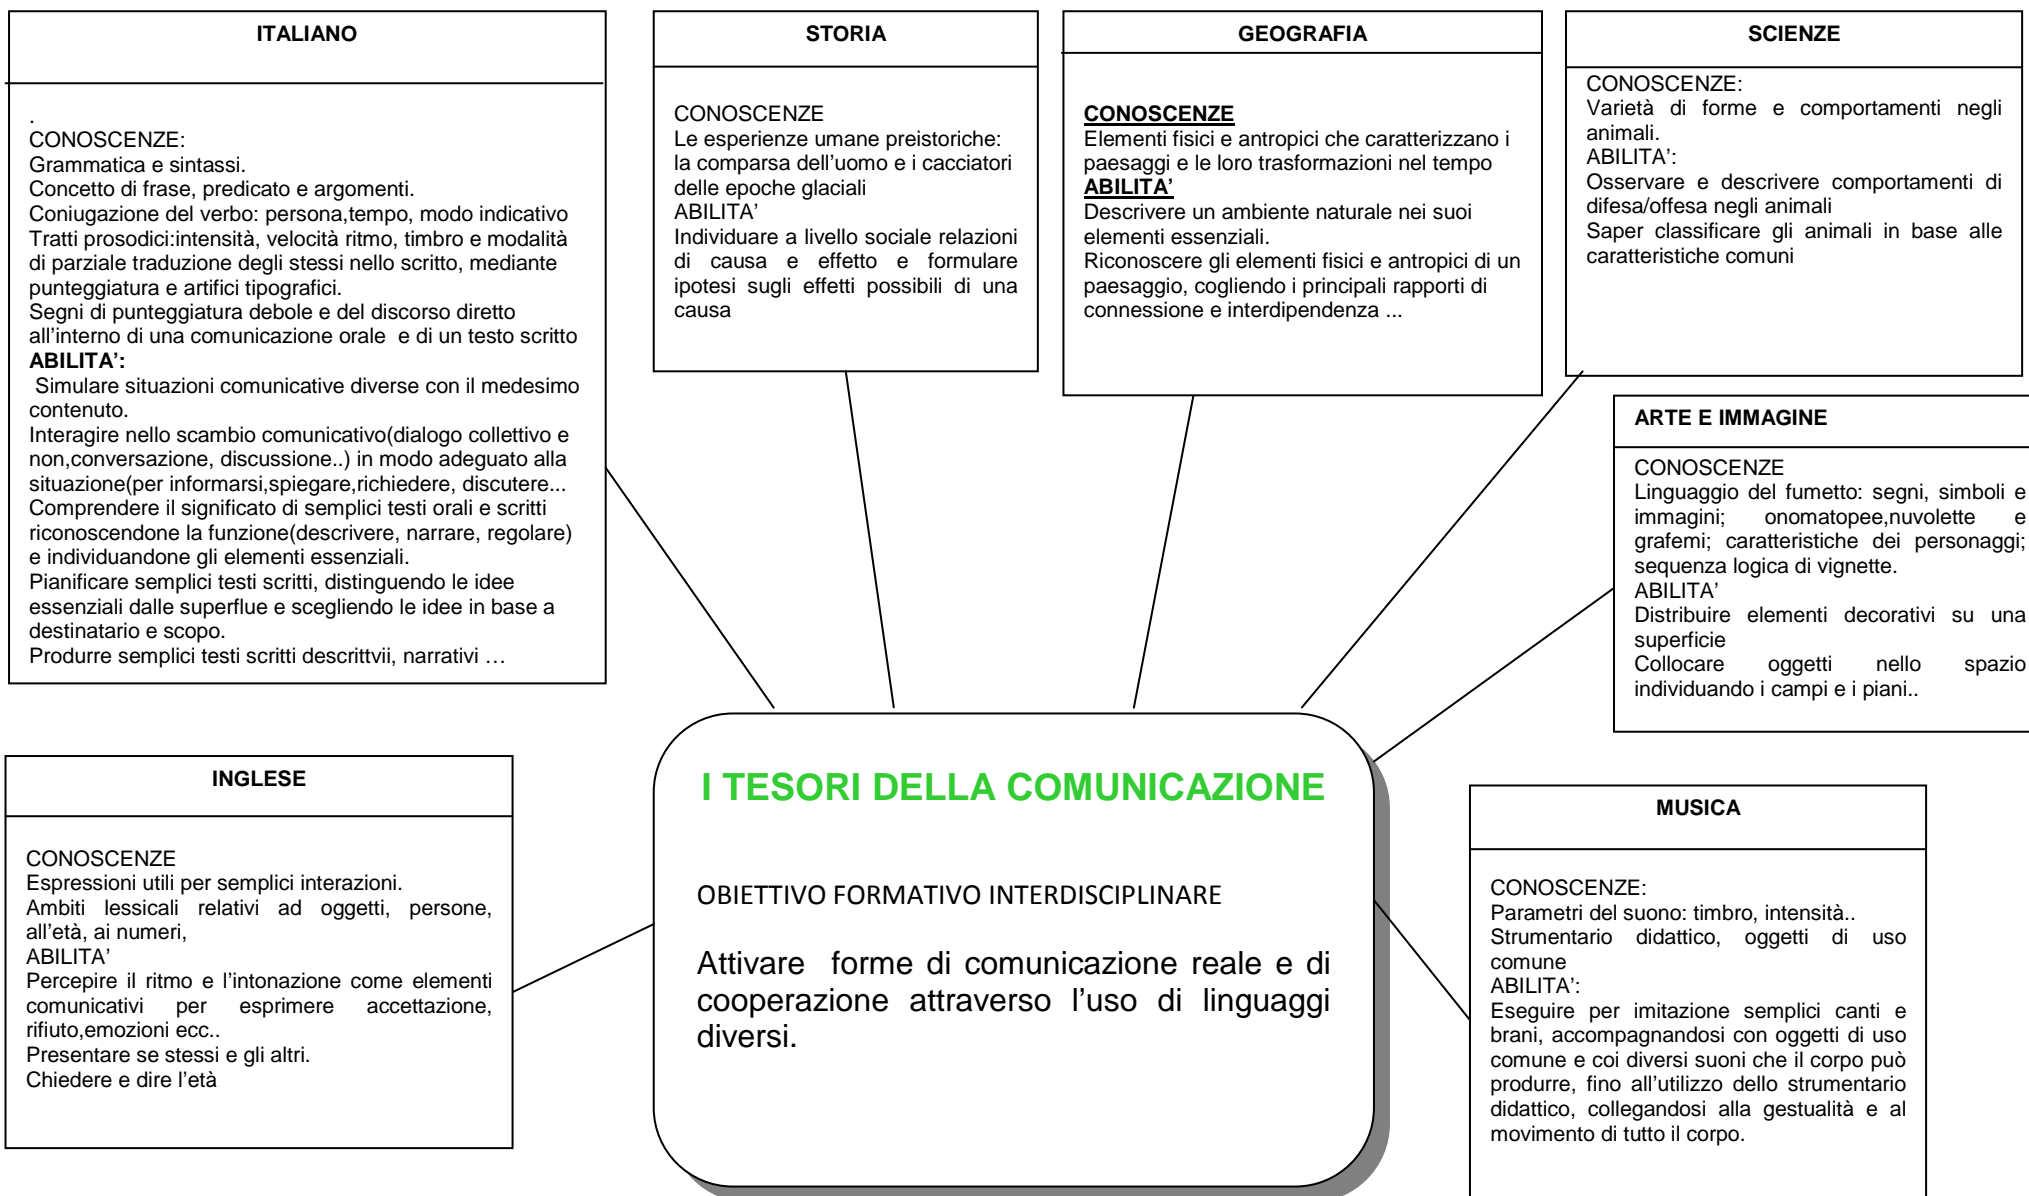 ITALIANO
.
CONOSCENZE:
Grammatica e sintassi.
Concetto di frase, predicato e argomenti.
Coniugazione del verbo: persona,tempo, modo indicativo
Tratti prosodici:intensità, velocità ritmo, timbro e modalità
di parziale traduzione degli stessi nello scritto, mediante
punteggiatura e artifici tipografici.
Segni di punteggiatura debole e del discorso diretto
all’interno di una comunicazione orale e di un testo scritto
ABILITA’:
Simulare situazioni comunicative diverse con il medesimo
contenuto.
Interagire nello scambio comunicativo(dialogo collettivo e
non,conversazione, discussione..) in modo adeguato alla
situazione(per informarsi,spiegare,richiedere, discutere...
Comprendere il significato di semplici testi orali e scritti
riconoscendone la funzione(descrivere, narrare, regolare)
e individuandone gli elementi essenziali.
Pianificare semplici testi scritti, distinguendo le idee
essenziali dalle superflue e scegliendo le idee in base a
destinatario e scopo.
Produrre semplici testi scritti descrittvii, narrativi …
STORIA
CONOSCENZE
Le esperienze umane preistoriche:
la comparsa dell’uomo e i cacciatori
delle epoche glaciali
ABILITA’
Individuare a livello sociale relazioni
di causa e effetto e formulare
ipotesi sugli effetti possibili di una
causa
GEOGRAFIA
CONOSCENZE
Elementi fisici e antropici che caratterizzano i
paesaggi e le loro trasformazioni nel tempo
ABILITA’
Descrivere un ambiente naturale nei suoi
elementi essenziali.
Riconoscere gli elementi fisici e antropici di un
paesaggio, cogliendo i principali rapporti di
connessione e interdipendenza ...
SCIENZE
CONOSCENZE:
Varietà di forme e comportamenti negli
animali.
ABILITA’:
Osservare e descrivere comportamenti di
difesa/offesa negli animali
Saper classificare gli animali in base alle
caratteristiche comuni
ARTE E IMMAGINE
CONOSCENZE
Linguaggio del fumetto: segni, simboli e
immagini; onomatopee,nuvolette e
grafemi; caratteristiche dei personaggi;
sequenza logica di vignette.
ABILITA’
Distribuire elementi decorativi su una
superficie
Collocare oggetti nello spazio
individuando i campi e i piani..
INGLESE
CONOSCENZE
Espressioni utili per semplici interazioni.
Ambiti lessicali relativi ad oggetti, persone,
all’età, ai numeri,
ABILITA’
Percepire il ritmo e l’intonazione come elementi
comunicativi per esprimere accettazione,
rifiuto,emozioni ecc..
Presentare se stessi e gli altri.
Chiedere e dire l’età
I TESORI DELLA COMUNICAZIONE
OBIETTIVO FORMATIVO INTERDISCIPLINARE
Attivare forme di comunicazione reale e di
cooperazione attraverso l’uso di linguaggi
diversi.
MUSICA
CONOSCENZE:
Parametri del suono: timbro, intensità..
Strumentario didattico, oggetti di uso
comune
ABILITA’:
Eseguire per imitazione semplici canti e
brani, accompagnandosi con oggetti di uso
comune e coi diversi suoni che il corpo può
produrre, fino all’utilizzo dello strumentario
didattico, collegandosi alla gestualità e al
movimento di tutto il corpo.